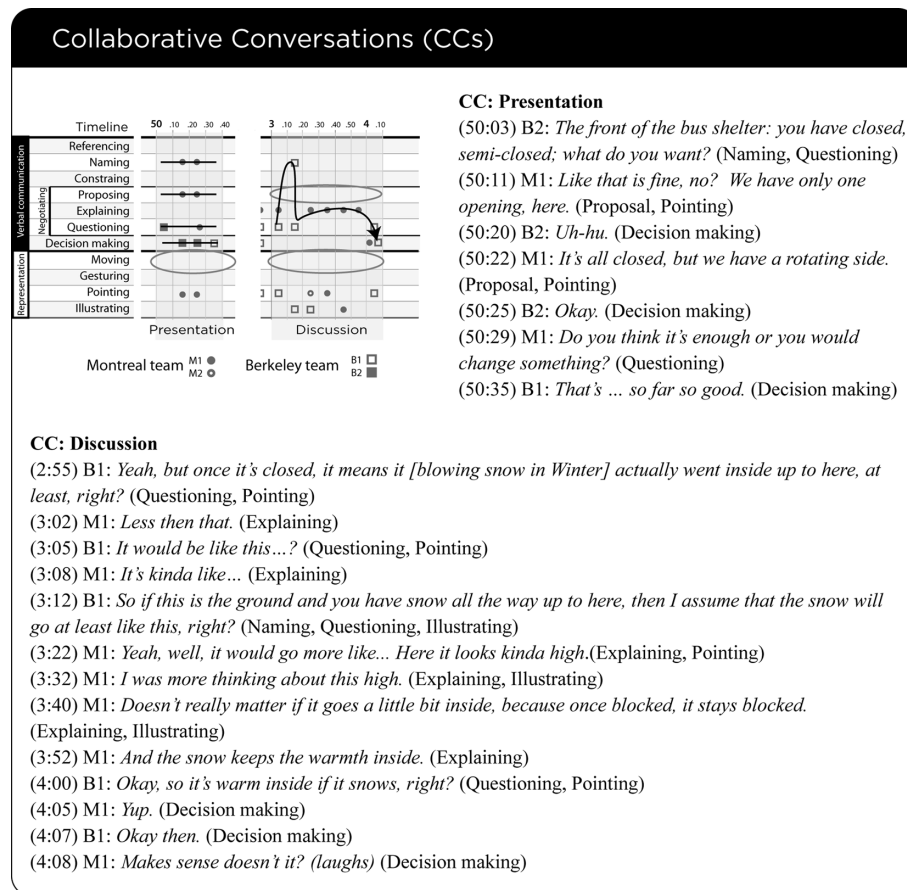 Collaborative Conversations (CCs)
Timeline
50 .10 .20 .30 .40
3 .10 .20 .30 .40 .50 4 .10
Verbal communication
Negotiating
Representation
Referencing
Naming
Constraing
Proposing
Explaining
Questioning
Decision making
Moving
Gesturing
Pointing
Illustrating
Presentation
Discussion
Montreal team M1
M2
Berkeley team B1
B2
CC: Presentation
(50:03) B2: The front of the bus shelter: you have closed,
semi-closed; what do you want? (Naming, Questioning)
(50:11) M1: Like that is fine, no? We have only one
opening, here. (Proposal, Pointing)
(50:20) B2: Uh-hu. (Decision making)
(50:22) M1: It's all closed, but we have a rotating side.
(Proposal, Pointing)
(50:25) B2: Okay. (Decision making)
(50:29) M1: Do you think it's enough or you would
change something? (Questioning)
(50:35) B1: That's … so far so good. (Decision making)
CC: Discussion
(2:55) B1: Yeah, but once it's closed, it means it [blowing snow in Winter] actually went inside up to here, at
least, right? (Questioning, Pointing)
(3:02) M1: Less then that. (Explaining)
(3:05) B1: It would be like this…? (Questioning, Pointing)
(3:08) M1: It's kinda like… (Explaining)
(3:12) B1: So if this is the ground and you have snow all the way up to here, then I assume that the snow will
go at least like this, right? (Naming, Questioning, Illustrating)
(3:22) M1: Yeah, well, it would go more like... Here it looks kinda high.(Explaining, Pointing)
(3:32) M1: I was more thinking about this high. (Explaining, Illustrating)
(3:40) M1: Doesn't really matter if it goes a little bit inside, because once blocked, it stays blocked.
(Explaining, Illustrating)
(3:52) M1: And the snow keeps the warmth inside. (Explaining)
(4:00) B1: Okay, so it's warm inside if it snows, right? (Questioning, Pointing)
(4:05) M1: Yup. (Decision making)
(4:07) B1: Okay then. (Decision making)
(4:08) M1: Makes sense doesn't it? (laughs) (Decision making)